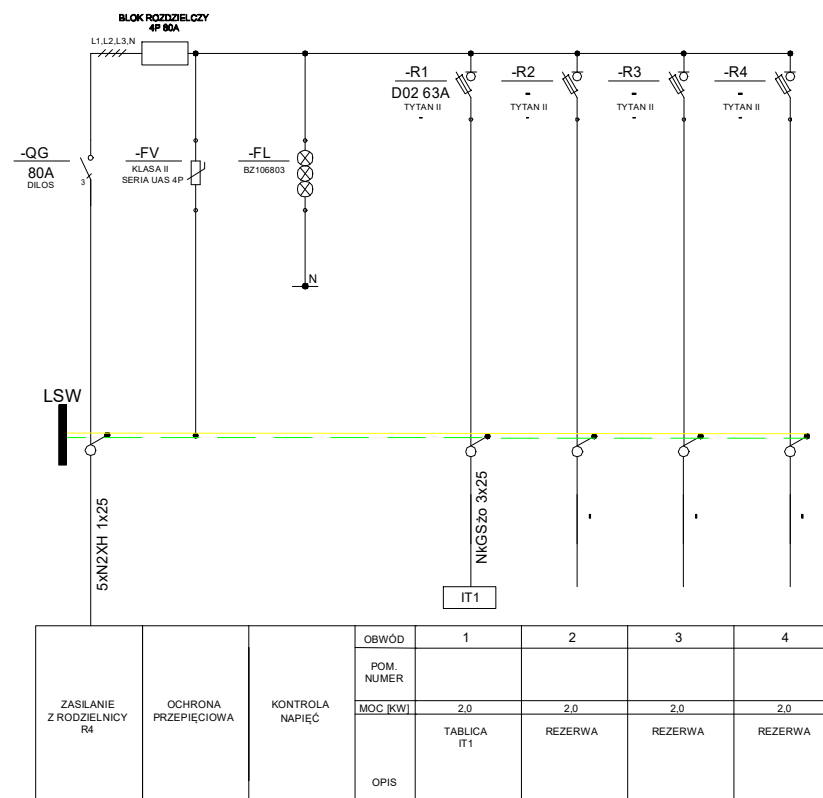 BLOK ROZDZIELCZY
4P 80A
L1,L2,L3,N
-QG
80A
DILOS
3
-FV
KLASA II
SERIA UAS 4P
-FL
BZ106803
N
-R1
D02 63A
TYTAN II
-
-R2
-
TYTAN II
-
-R3
-
TYTAN II
-
-R4
-
TYTAN II
-
LSW
5xN2XH 1x25
NkGSżo 3x25
-
-
-
IT1
ZASILANIE
Z RODZIELNICY
R4
OCHRONA
PRZEPIĘCIOWA
KONTROLA
NAPIĘĆ
OBWÓD 1 2 3 4
POM.
NUMER
MOC [KW] 2,0 2,0 2,0 2,0
OPIS
TABLICA
IT1
REZERWA
REZERWA
REZERWA